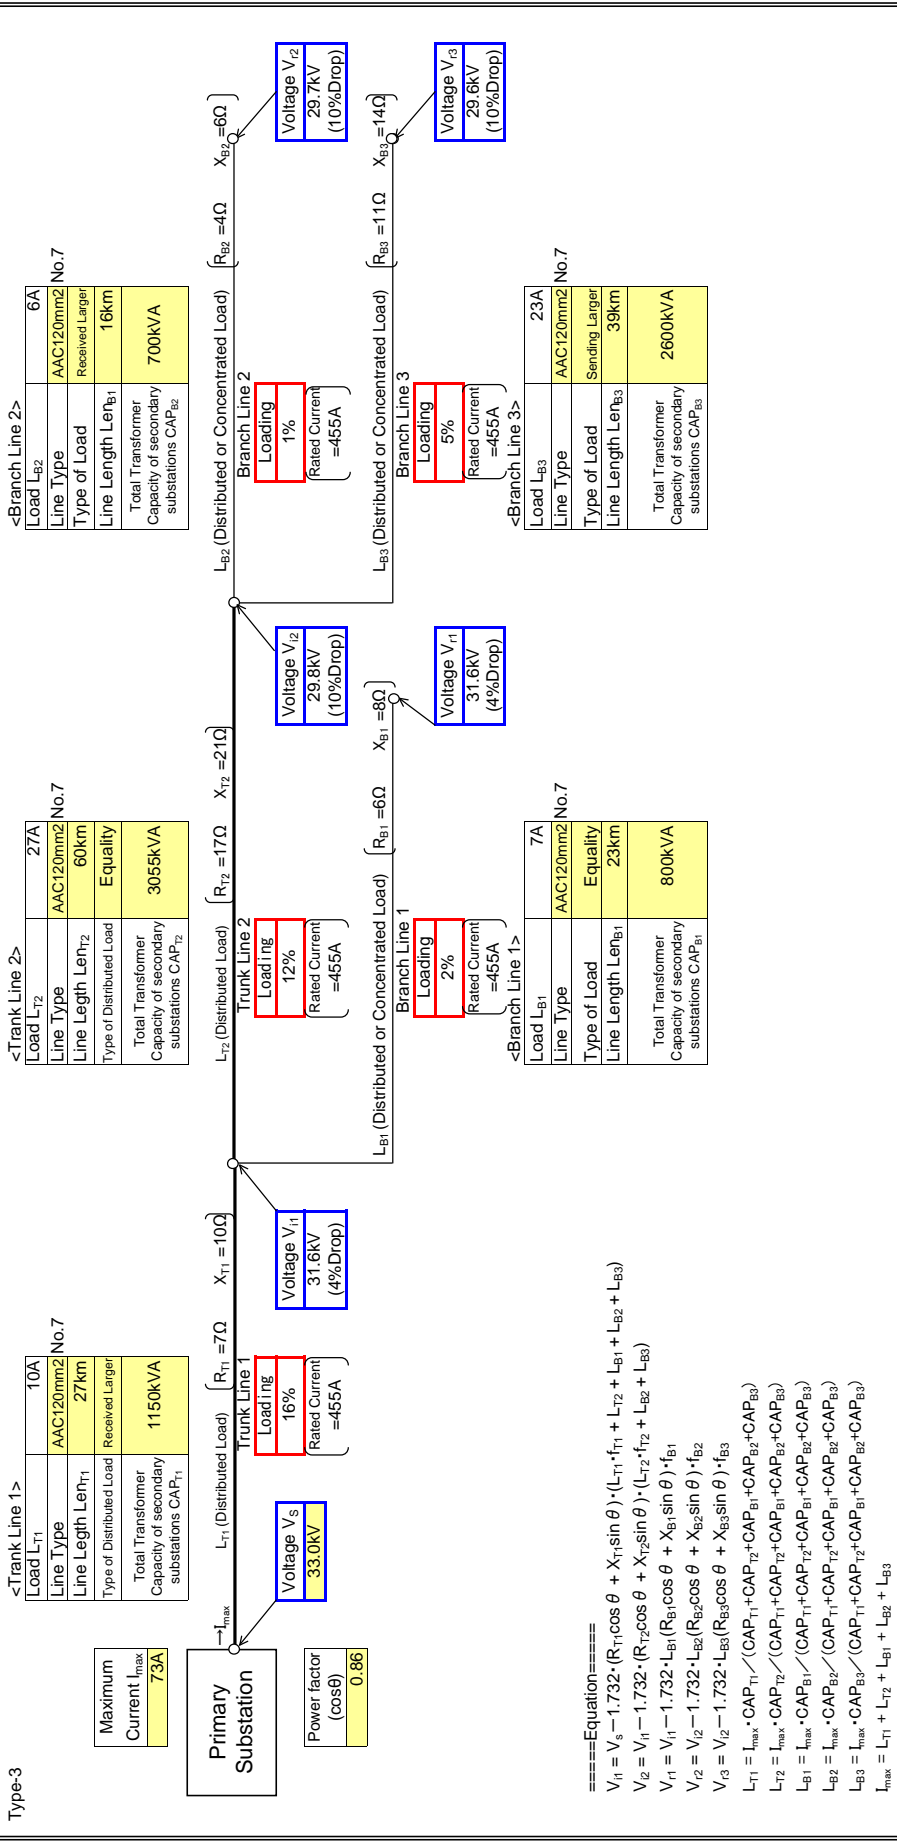 Type-3
Maximum
Current Imax
73A
Primary
Substation
Power factor
(cosθ)
0.86
→Imax
Voltage VS
33.0kV
<Trank Line 1>
Load LT1 10A
Line Type AAC120mm2 No.7
Line Legth LenT1 27km
Type of Distributed Load Received Larger
Total Transformer
Capacity of secondary
substations CAPT1
1150kVA
LT1 (Distributed Load) RT1 =7Ω XT1 =10Ω
Trunk Line 1
Loading
16%
Rated Current
=455A
Voltage Vi1
31.6kV
(4%Drop)
<Trank Line 2>
Load LT2 27A
Line Type AAC120mm2 No.7
Line Legth LenT2 60km
Type of Distributed Load Equality
Total Transformer
Capacity of secondary
substations CAPT2
3055kVA
LT2 (Distributed Load) RT2 =17Ω XT2 =21Ω
Trunk Line 2
Loading
12%
Rated Current
=455A
Voltage Vi2
29.8kV
(10%Drop)
LB1 (Distributed or Concentrated Load) RB1 =6Ω XB1 =8Ω
Branch Line 1
Loading
2%
Rated Current
=455A
Voltage Vr1
31.6kV
(4%Drop)
<Branch Line 1>
Load LB1 7A
Line Type AAC120mm2 No.7
Type of Load Equality
Line Length LenB1 23km
Total Transformer
Capacity of secondary
substations CAPB1
800kVA
<Branch Line 2>
Load LB2 6A
Line Type AAC120mm2 No.7
Type of Load Received Larger
Line Length LenB1 16km
Total Transformer
Capacity of secondary
substations CAPB2
700kVA
LB2 (Distributed or Concentrated Load) RB2 =4Ω XB2 =6Ω
Branch Line 2
Loading
1%
Rated Current
=455A
Voltage Vr2
29.7kV
(10%Drop)
LB3 (Distributed or Concentrated Load) RB3 =11Ω XB3 =14Ω
Branch Line 3
Loading
5%
Rated Current
=455A
Voltage Vr3
29.6kV
(10%Drop)
<Branch Line 3>
Load LB3 23A
Line Type AAC120mm2 No.7
Type of Load Sending Larger
Line Length LenB3 39km
Total Transformer
Capacity of secondary
substations CAPB3
2600kVA
=====Equation=====
Vi1 = Vs−1.732・(RT1cos θ + XT1sin θ)・(LT1・fT1 + LT2 + LB1 + LB2 + LB3)
Vi2 = Vi1−1.732・(RT2cos θ + XT2sin θ)・(LT2・fT2 + LB2 + LB3)
Vr1 = Vi1−1.732・LB1(RB1cos θ + XB1sin θ)・fB1
Vr2 = Vi2−1.732・LB2(RB2cos θ + XB2sin θ)・fB2
Vr3 = Vi2−1.732・LB3(RB3cos θ + XB3sin θ)・fB3
LT1 = Imax・CAPT1／(CAPT1+CAPT2+CAPB1+CAPB2+CAPB3)
LT2 = Imax・CAPT2／(CAPT1+CAPT2+CAPB1+CAPB2+CAPB3)
LB1 = Imax・CAPB1／(CAPT1+CAPT2+CAPB1+CAPB2+CAPB3)
LB2 = Imax・CAPB2／(CAPT1+CAPT2+CAPB1+CAPB2+CAPB3)
LB3 = Imax・CAPB3／(CAPT1+CAPT2+CAPB1+CAPB2+CAPB3)
Imax = LT1 + LT2 + LB1 + LB2 + LB3